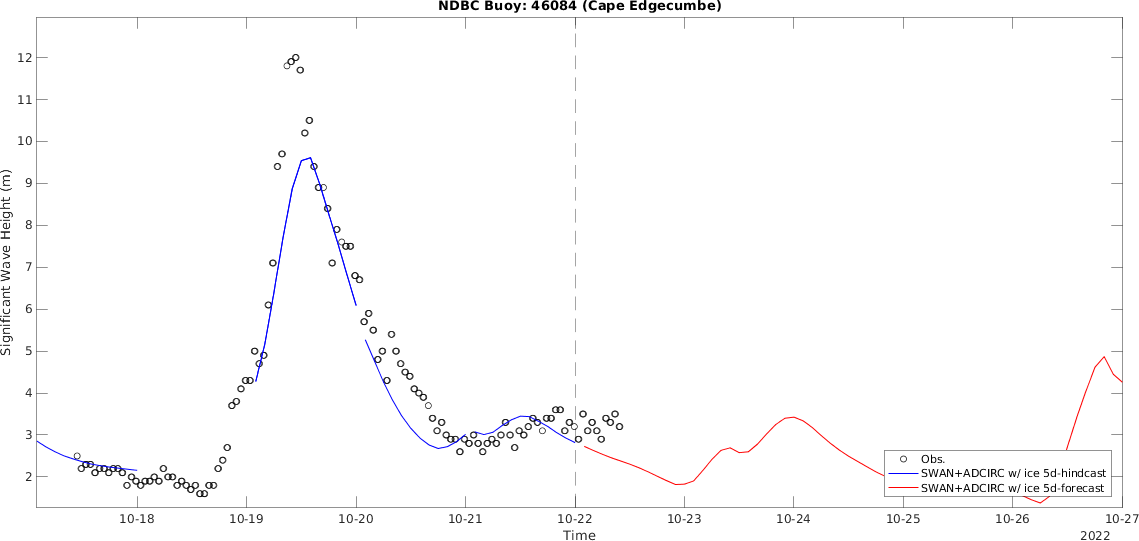 NDBC Buoy: 46084 (Cape Edgecumbe)
Significant Wave Height (m)
12
11
10
9
8
7
6
5
4
3
2
Obs.
SWAN+ADCIRC w/ ice 5d-hindcast
SWAN+ADCIRC w/ ice 5d-forecast
10-18 10-19 10-20 10-21 10-22 10-23 10-24 10-25 10-26 10-27
Time
2022